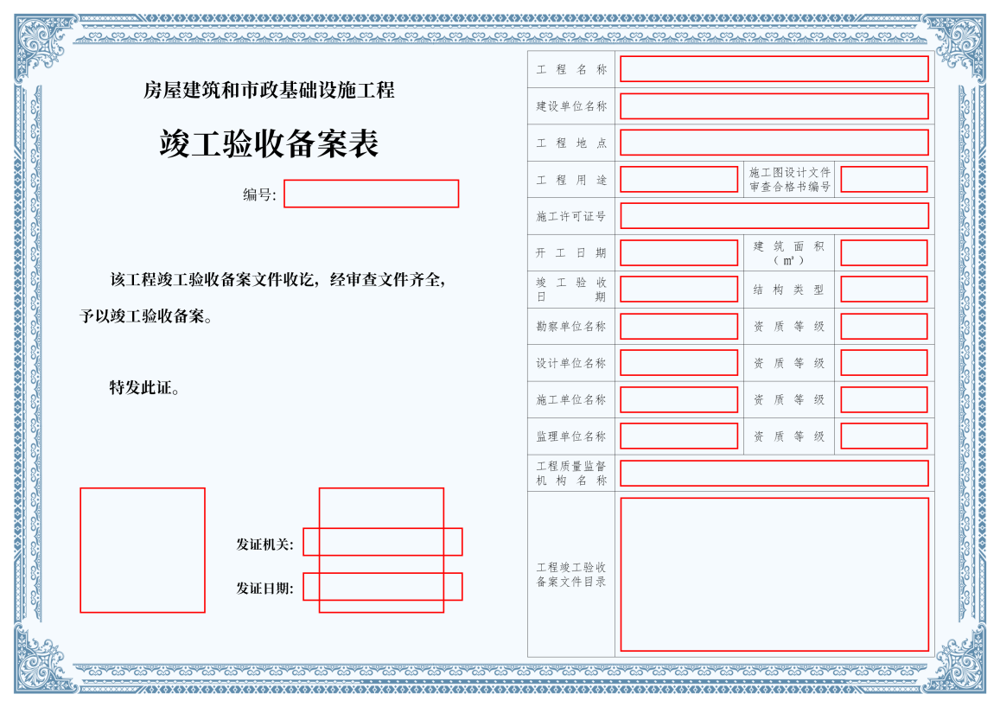 房屋建筑和市政基础设施工程
竣工验收备案表
编号:
该工程竣工验收备案文件收讫，经审查文件齐全，
予以竣工验收备案。
特发此证。
发证机关:
发证日期:
工程名称
建设单位名称
工程地点
工程用途
施工图设计文件
审查合格书编号
施工许可证号
开工日期
建筑面积
（㎡）
竣工验收
日期
结构类型
勘察单位名称
资质等级
设计单位名称
资质等级
施工单位名称
资质等级
监理单位名称
资质等级
工程质量监督
机构名称
工程竣工验收
备案文件目录